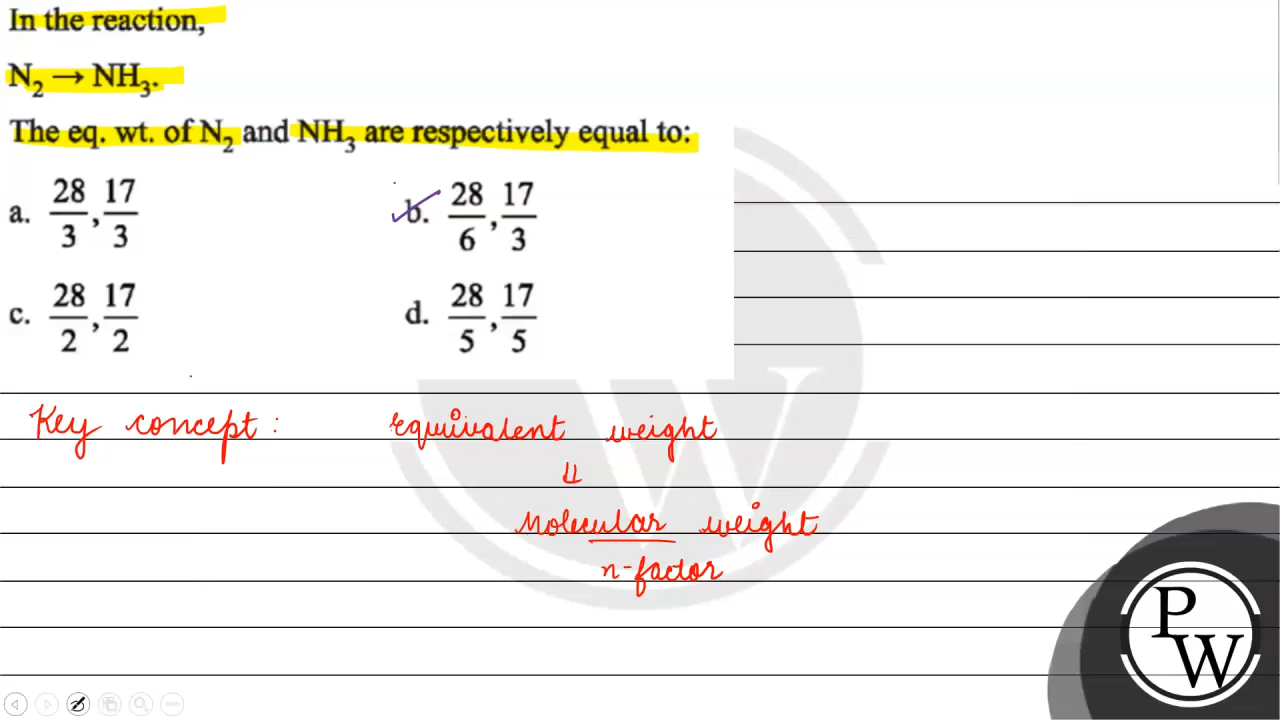 In the reaction,
N₂ → NH₃.
The eq. wt. of N₂ and NH₃ are respectively equal to:
a. 28/3, 17/3
b. 28/6, 17/3
c. 28/2, 17/2
d. 28/5, 17/5
Key concept : equivalent weight
⇓
Molecular weight
n-factor
P
W